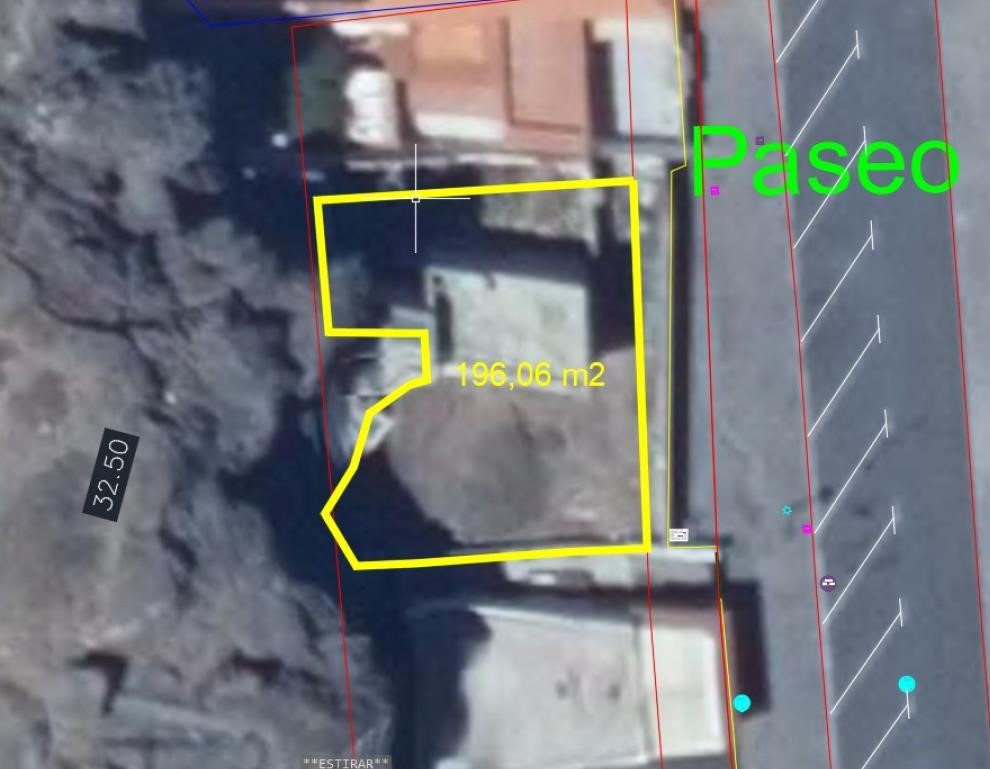 Paseo
196,06 m2
32.50
**ESTIRAR**